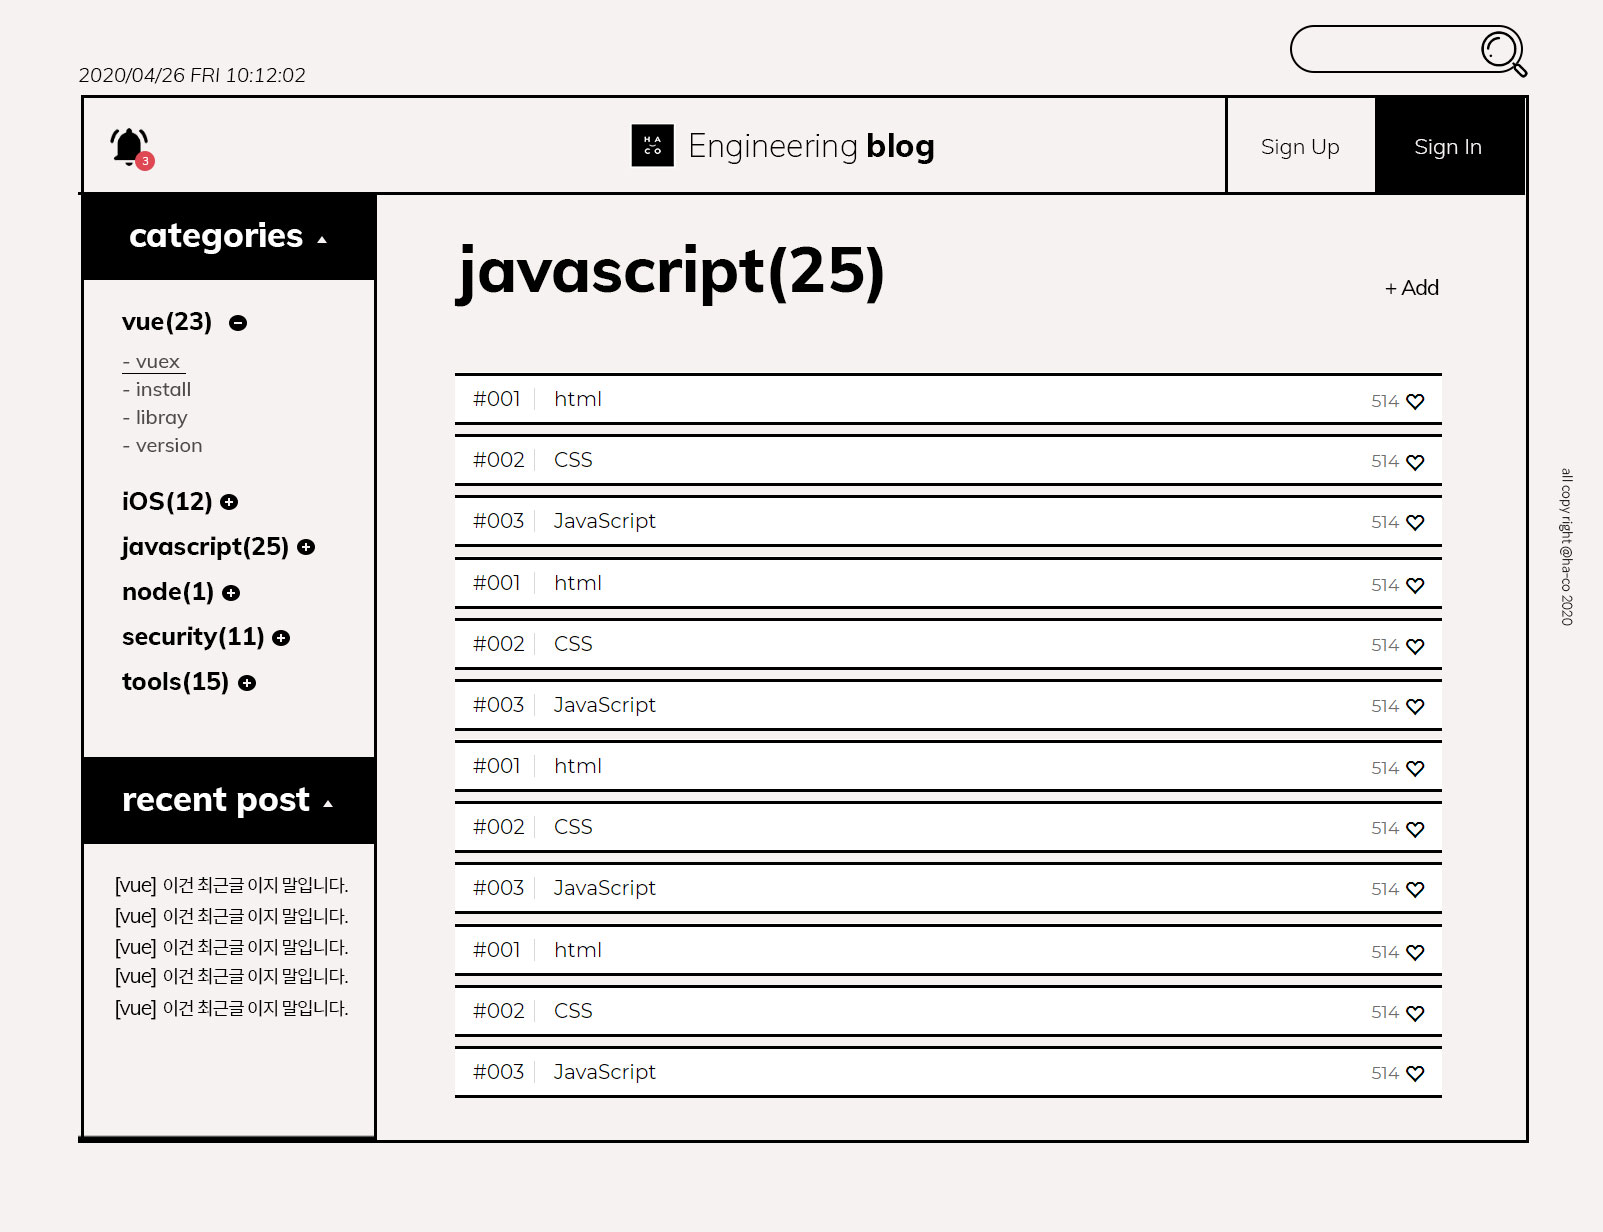 2020/04/26 FRI 10:12:02
3
HA
CO
Engineering blog
Sign Up
Sign In
categories
vue(23)
- vuex
- install
- libray
- version
iOS(12)
javascript(25)
node(1)
security(11)
tools(15)
recent post
[vue] 이건 최근글 이지 말입니다.
[vue] 이건 최근글 이지 말입니다.
[vue] 이건 최근글 이지 말입니다.
[vue] 이건 최근글 이지 말입니다.
[vue] 이건 최근글 이지 말입니다.
javascript(25)
+ Add
#001 html 514
#002 CSS 514
#003 JavaScript 514
#001 html 514
#002 CSS 514
#003 JavaScript 514
#001 html 514
#002 CSS 514
#003 JavaScript 514
#001 html 514
#002 CSS 514
#003 JavaScript 514
all copy right @ha-co 2020